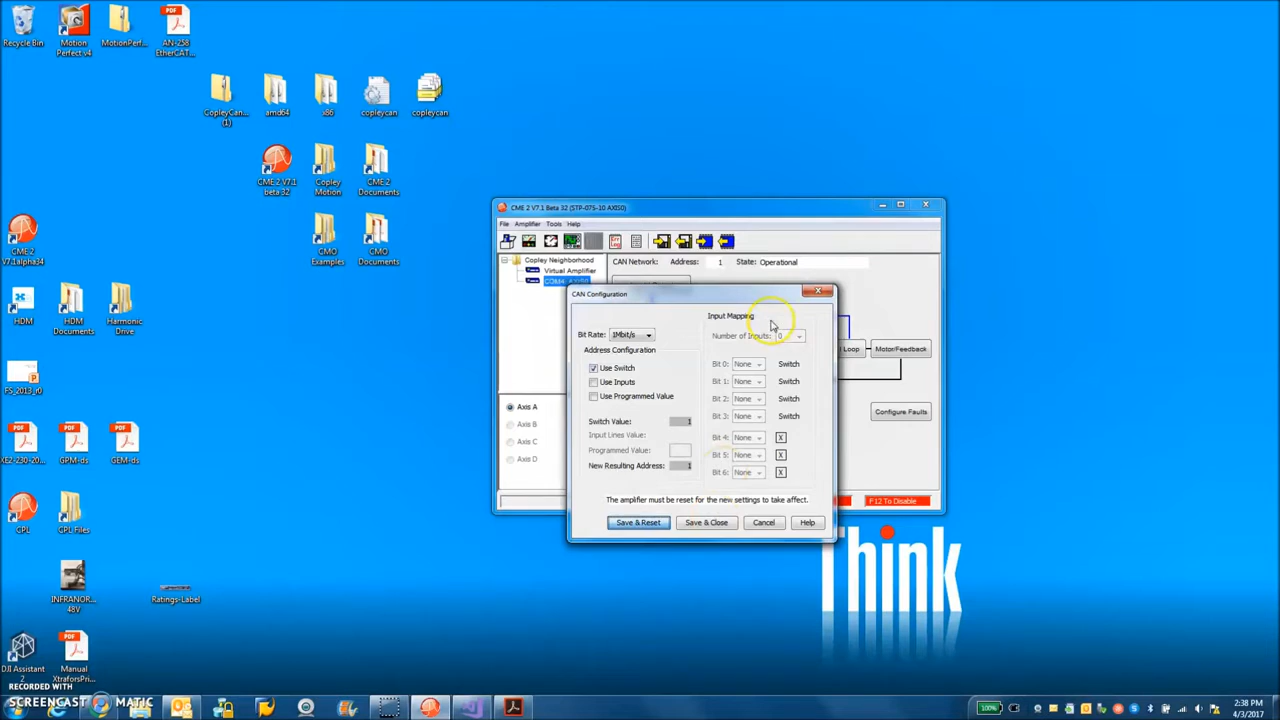 Recycle Bin
Motion
Perfect v4
MotionPerf...
AN-258
EtherCAT...
CopleyCan...
(1)
amd64
x86
copleycan
copleycan
CME 2 V7.1
beta 32
Copley
Motion
CME 2
Documents
CME 2
V7.1alpha34
CMO
Examples
CMO
Documents
HDM
HDM
Documents
Harmonic
Drive
FS_2015_r0
XE2-230-20...
GPM-ds
GEM-ds
CPL
CPL Files
INFRANOR...
48V
Ratings-Label
DJI Assistant
2
Manual
XtraforsPri...
CME 2 V7.1 Beta 32 (STP-075-10 AXIS0)
File Amplifier Tools Help
Copley Neighborhood
Virtual Amplifier
COM4 AXIS0
CAN Network: Address: 1 State: Operational
Loop
Motor/Feedback
Configure Faults
Axis A
Axis B
Axis C
Axis D
F12 To Disable
CAN Configuration
Bit Rate: 1Mbit/s
Address Configuration
Use Switch
Use Inputs
Use Programmed Value
Switch Value: 1
Input Lines Value:
Programmed Value:
New Resulting Address: 1
Input Mapping
Number of Inputs: 0
Bit 0: None Switch
Bit 1: None Switch
Bit 2: None Switch
Bit 3: None Switch
Bit 4: None X
Bit 5: None X
Bit 6: None X
The amplifier must be reset for the new settings to take affect.
Save & Reset
Save & Close
Cancel
Help
Think
RECORDED WITH
SCREENCAST MATIC
100%
2:38 PM
4/3/2017